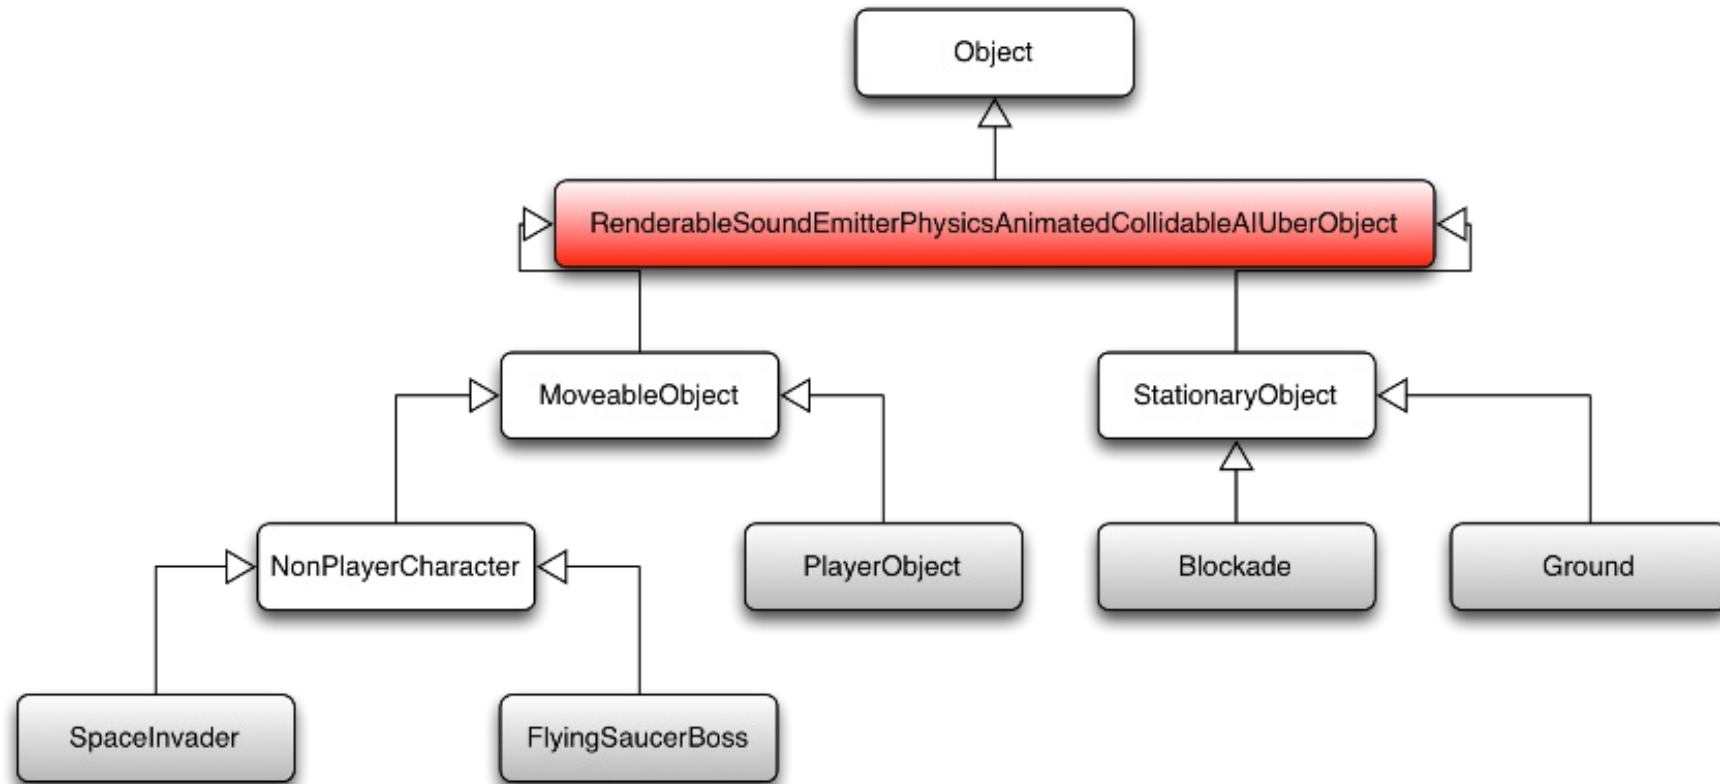 Object
RenderableSoundEmitterPhysicsAnimatedCollidableAIUberObject
MoveableObject
StationaryObject
NonPlayerCharacter
PlayerObject
Blockade
Ground
SpaceInvader
FlyingSaucerBoss